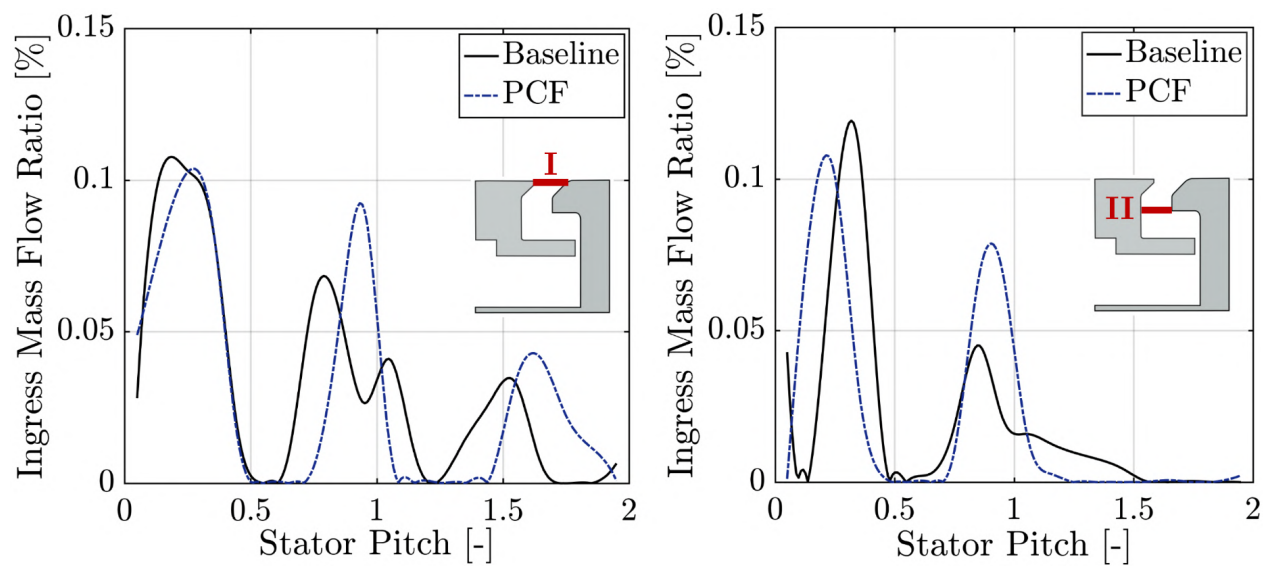 Ingress Mass Flow Ratio [%]
0.15
0.1
0.05
0
0
0.5
1
1.5
2
Stator Pitch [-]
Baseline
PCF
I
Ingress Mass Flow Ratio [%]
0.15
0.1
0.05
0
0
0.5
1
1.5
2
Stator Pitch [-]
Baseline
PCF
II